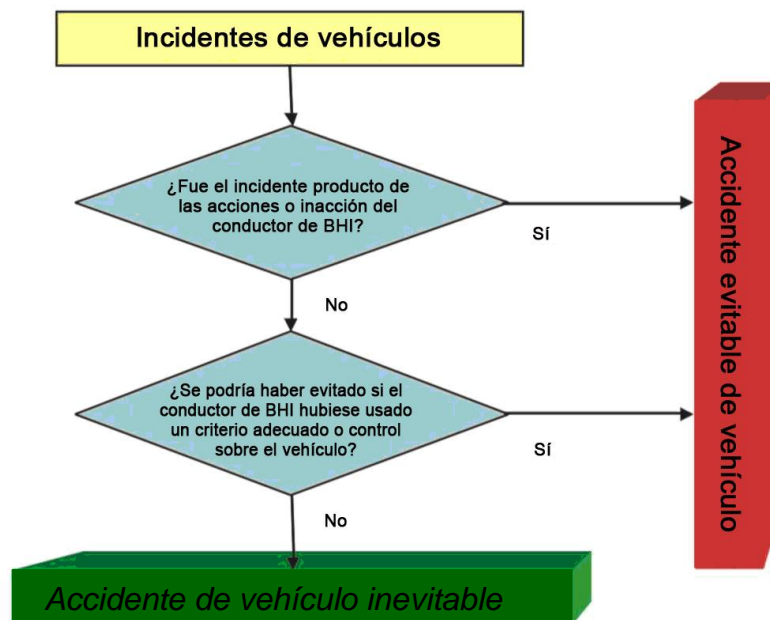 Incidentes de vehículos
¿Fue el incidente producto de
las acciones o inacción del
conductor de BHI?
Sí
No
¿Se podría haber evitado si el
conductor de BHI hubiese usado
un criterio adecuado o control
sobre el vehículo?
Sí
No
Accidente evitable de vehículo
Accidente de vehículo inevitable